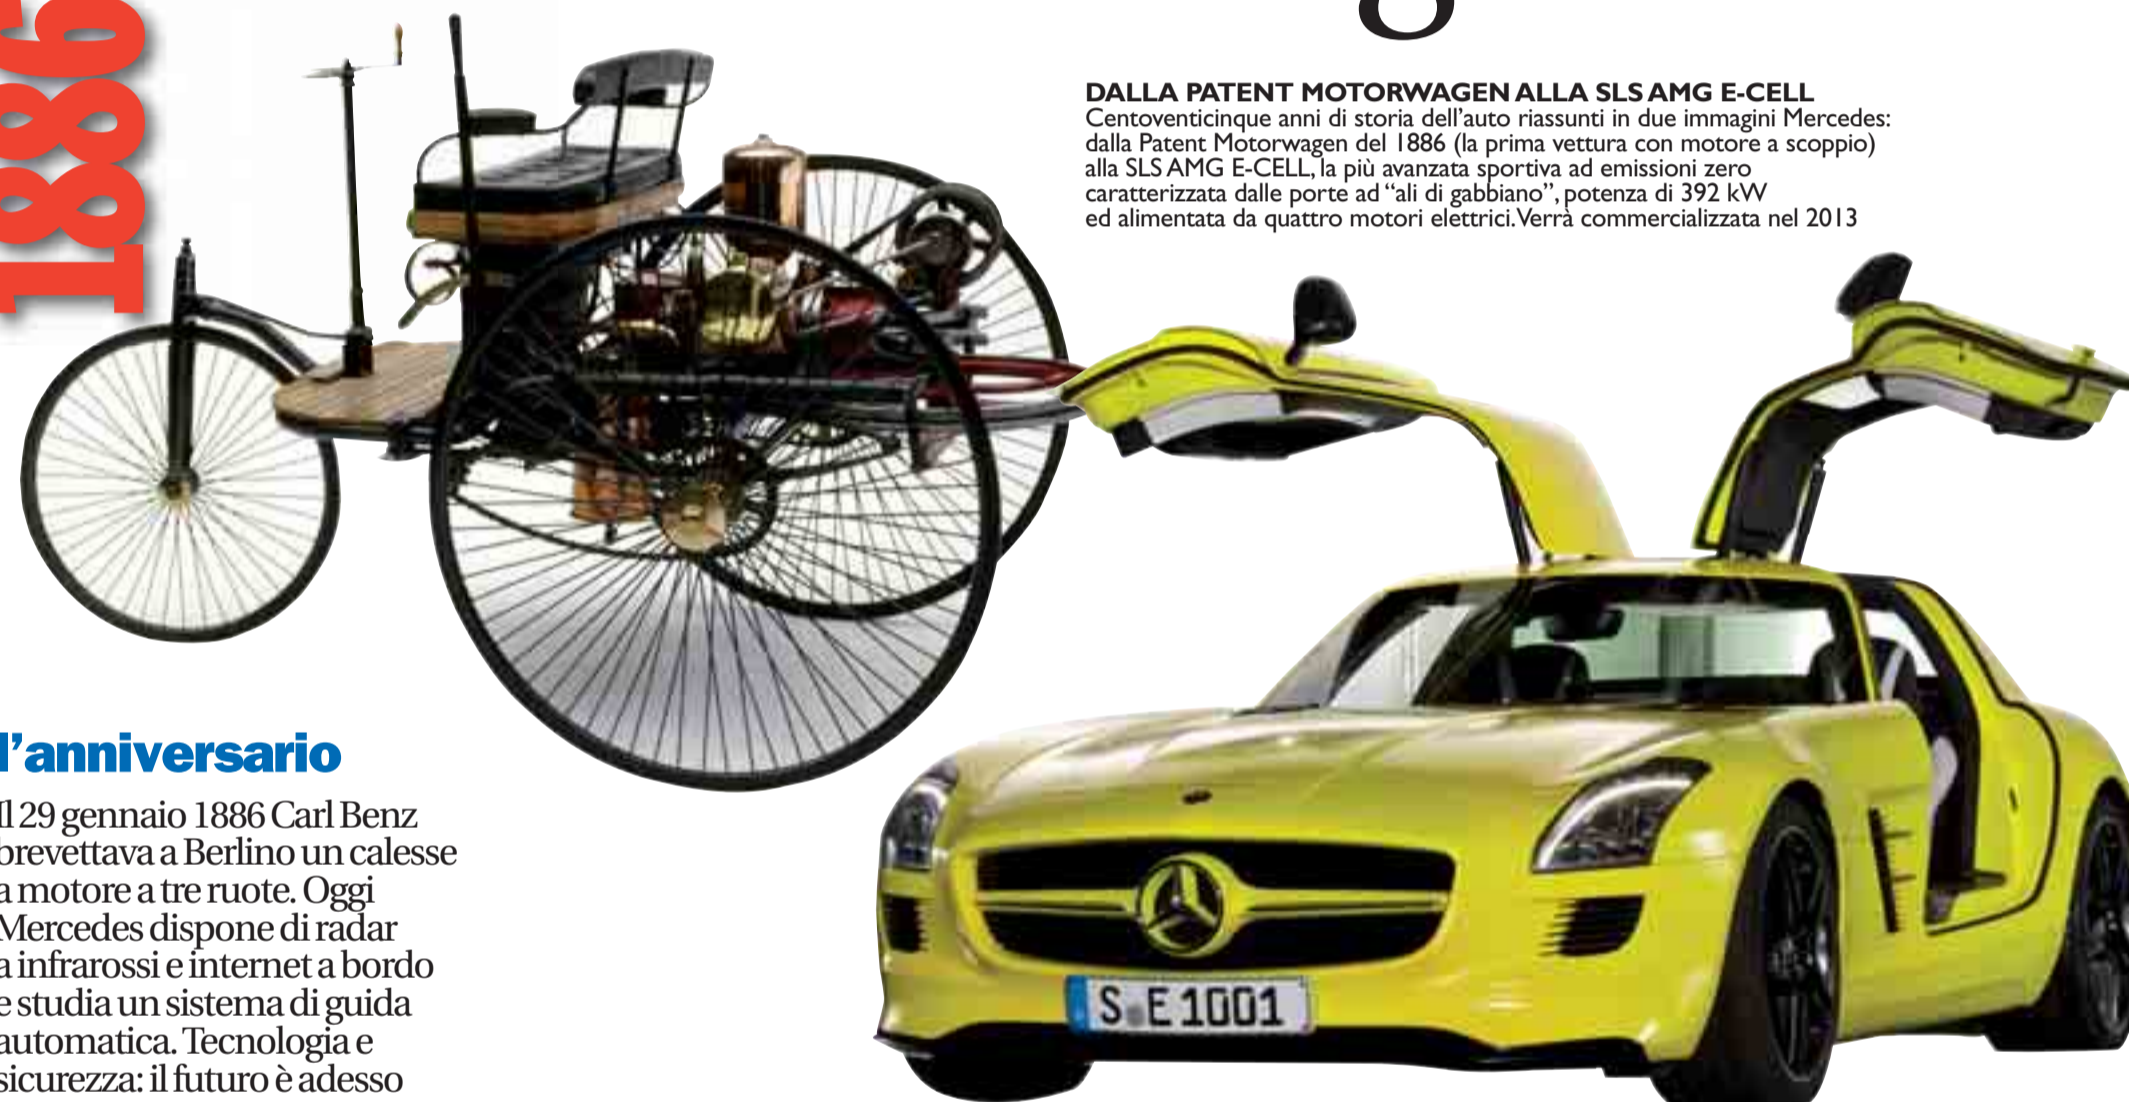 1886
DALLA PATENT MOTORWAGEN ALLA SLS AMG E-CELL
Centoventicinque anni di storia dell’auto riassunti in due immagini Mercedes:
dalla Patent Motorwagen del 1886 (la prima vettura con motore a scoppio)
alla SLS AMG E-CELL, la più avanzata sportiva ad emissioni zero
caratterizzata dalle porte ad “ali di gabbiano”, potenza di 392 kW
ed alimentata da quattro motori elettrici. Verrà commercializzata nel 2013
l’anniversario
Il 29 gennaio 1886 Carl Benz
brevettava a Berlino un calesse
a motore a tre ruote. Oggi
Mercedes dispone di radar
a infrarossi e internet a bordo
e studia un sistema di guida
automatica. Tecnologia e
sicurezza: il futuro è adesso
S E 1001